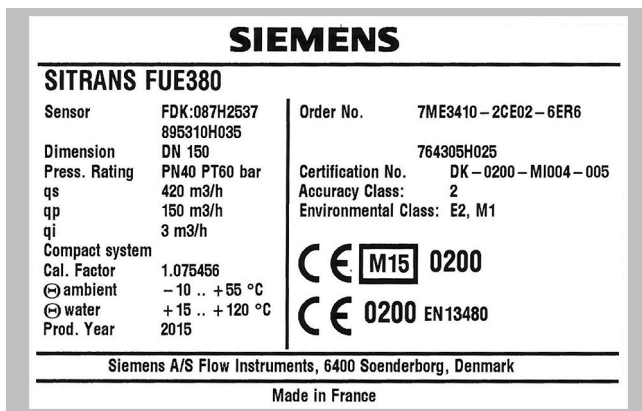 SIEMENS
SITRANS FUE380
Sensor FDK:087H2537
895310H035
Dimension DN 150
Press. Rating PN40 PT60 bar
qs 420 m3/h
qp 150 m3/h
qi 3 m3/h
Compact system
Cal. Factor 1.075456
Θ ambient – 10 .. +55 °C
Θ water + 15 .. +120 °C
Prod. Year 2015
Order No. 7ME3410–2CE02–6ER6
764305H025
Certification No. DK–0200–MI004–005
Accuracy Class: 2
Environmental Class: E2, M1
CE M15 0200
CE 0200 EN13480
Siemens A/S Flow Instruments, 6400 Soenderborg, Denmark
Made in France